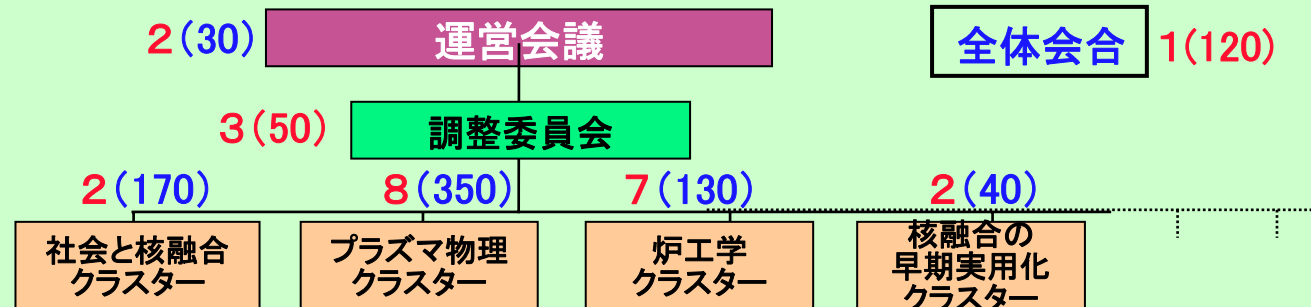 2(30) 運営会議
全体会合 1(120)
3(50) 調整委員会
2(170) 8(350) 7(130) 2(40)
社会と核融合
クラスター
プラズマ物理
クラスター
炉工学
クラスター
核融合の
早期実用化
クラスター